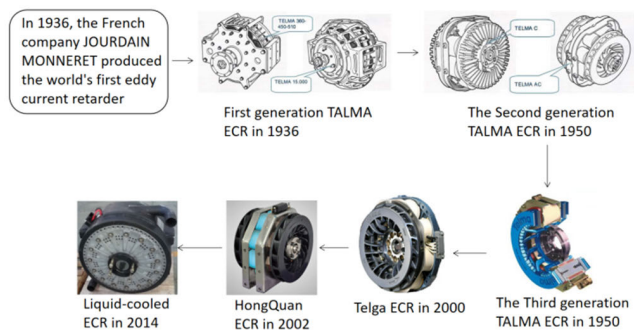 In 1936, the French
company JOURDAIN
MONNERET produced
the world's first eddy
current retarder
TELMA 360-
450-512
TELMA 15.000
First generation TALMA
ECR in 1936
TELMA C
TELMA AC
The Second generation
TALMA ECR in 1950
Liquid-cooled
ECR in 2014
HongQuan
ECR in 2002
Telga ECR in 2000
The Third generation
TALMA ECR in 1950